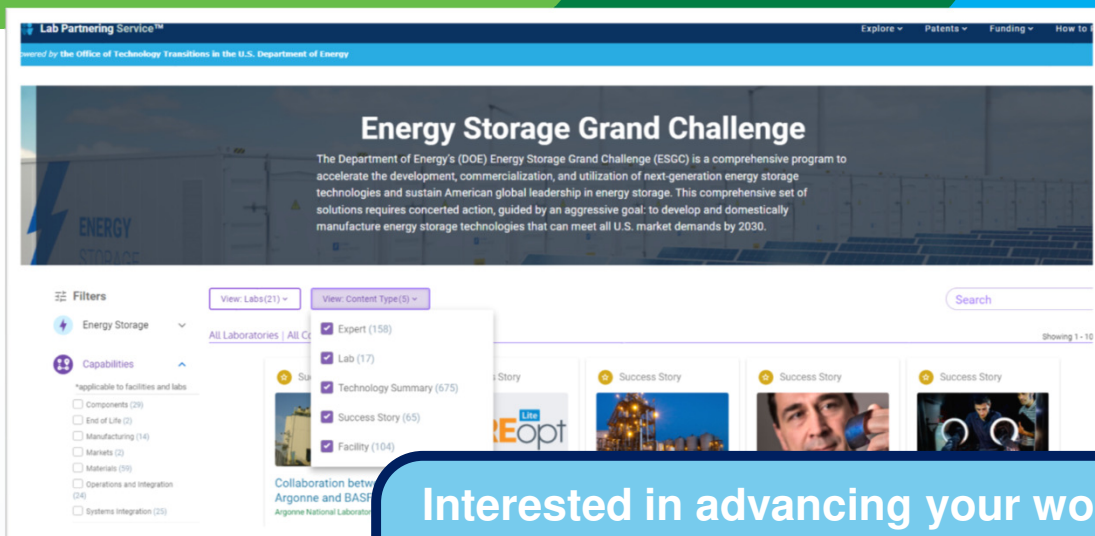 Lab Partnering Service™
Explore
Patents
Funding
How to
powered by the Office of Technology Transitions in the U.S. Department of Energy
Energy Storage Grand Challenge
The Department of Energy's (DOE) Energy Storage Grand Challenge (ESGC) is a comprehensive program to
accelerate the development, commercialization, and utilization of next-generation energy storage
technologies and sustain American global leadership in energy storage. This comprehensive set of
solutions requires concerted action, guided by an aggressive goal: to develop and domestically
manufacture energy storage technologies that can meet all U.S. market demands by 2030.
ENERGY
STORAGE
Filters
View: Labs(21)
View: Content Type(5)
Search
Energy Storage
All Laboratories | All
Showing 1 - 10
Expert (158)
Lab (17)
Technology Summary (675)
Success Story (65)
Facility (104)
Capabilities
*applicable to facilities and labs
Components (29)
End of Life (2)
Manufacturing (14)
Markets (2)
Materials (59)
Operations and Integration
(24)
Systems Integration (25)
Story
Success Story
Success Story
Success Story
Lite
REopt
Collaboration
Argonne and BASF
Argonne National
Interested in advancing your